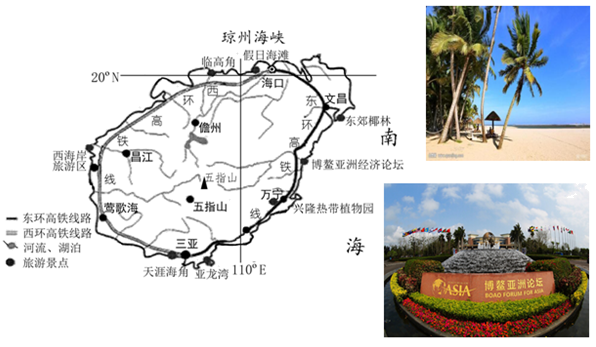 琼州海峡
假日海滩
临高角
20°N
海口
西
环
高
铁
线
东
环
高
铁
线
文昌
东郊椰林
儋州
南
海
西海岸
旅游区
昌江
博鳌亚洲经济论坛
五指山
五指山
万宁
兴隆热带植物园
莺歌海
三亚
天涯海角
亚龙湾
110°E
东环高铁线路
西环高铁线路
河流、湖泊
旅游景点
ASIA
博鳌亚洲论坛
BOAO FORUM FOR ASIA